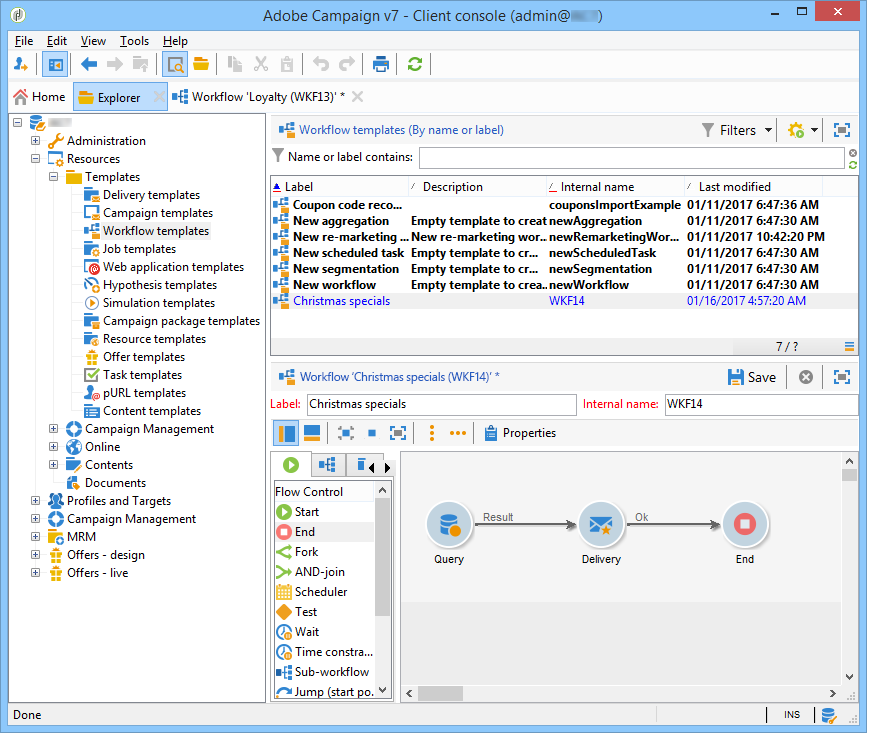 Adobe Campaign v7 - Client console (admin@ )
File Edit View Tools Help
Home Explorer Workflow 'Loyalty (WKF13)' *
Administration
Resources
Templates
Delivery templates
Campaign templates
Workflow templates
Job templates
Web application templates
Hypothesis templates
Simulation templates
Campaign package templates
Resource templates
Offer templates
Task templates
pURL templates
Content templates
Campaign Management
Online
Contents
Documents
Profiles and Targets
Campaign Management
MRM
Offers - design
Offers - live
Workflow templates (By name or label) Filters
Name or label contains:
Label Description Internal name Last modified
Coupon code reco... couponsImportExample 01/11/2017 6:47:36 AM
New aggregation Empty template to creat newAggregation 01/11/2017 6:47:30 AM
New re-marketing ... New re-marketing wor... newRemarketingWor... 01/11/2017 10:42:20 PM
New scheduled task Empty template to cr... newScheduledTask 01/11/2017 6:47:30 AM
New segmentation Empty template to cr... newSegmentation 01/11/2017 6:47:30 AM
New workflow Empty template to crea.. newWorkflow 01/11/2017 6:47:30 AM
Christmas specials WKF14 01/16/2017 4:57:20 AM
7 / ?
Workflow 'Christmas specials (WKF14)' * Save
Label: Christmas specials Internal name: WKF14
Properties
Flow Control
Start
End
Fork
AND-join
Scheduler
Test
Wait
Time constra...
Sub-workflow
Jump (start po..
Result Ok
Query Delivery End
Done INS